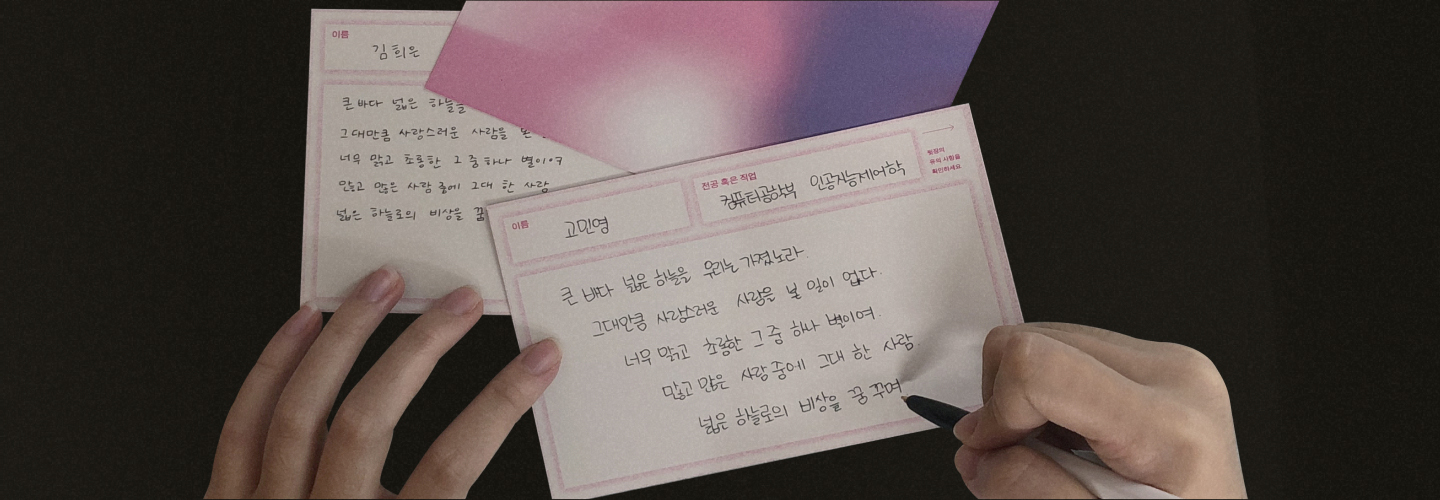 이름
김희은
큰 바다 넓은 하늘을
그대만큼 사랑스러운 사람을 본
너무 맑고 초롱한 그 중 하나 별이여
많고 많은 사람 중에 그대 한 사람
넓은 하늘로의 비상을 꿈
이름
고민영
전공 혹은 직업
컴퓨터공학부 인공지능제어학
뒷장의
유의 사항을
확인하세요
큰 바다 넓은 하늘을 우리는 가졌노라.
그대만큼 사랑스러운 사람을 본 일이 없다.
너무 맑고 초롱한 그 중 하나 별이여.
많고 많은 사람 중에 그대 한 사람.
넓은 하늘로의 비상을 꿈 꾸며